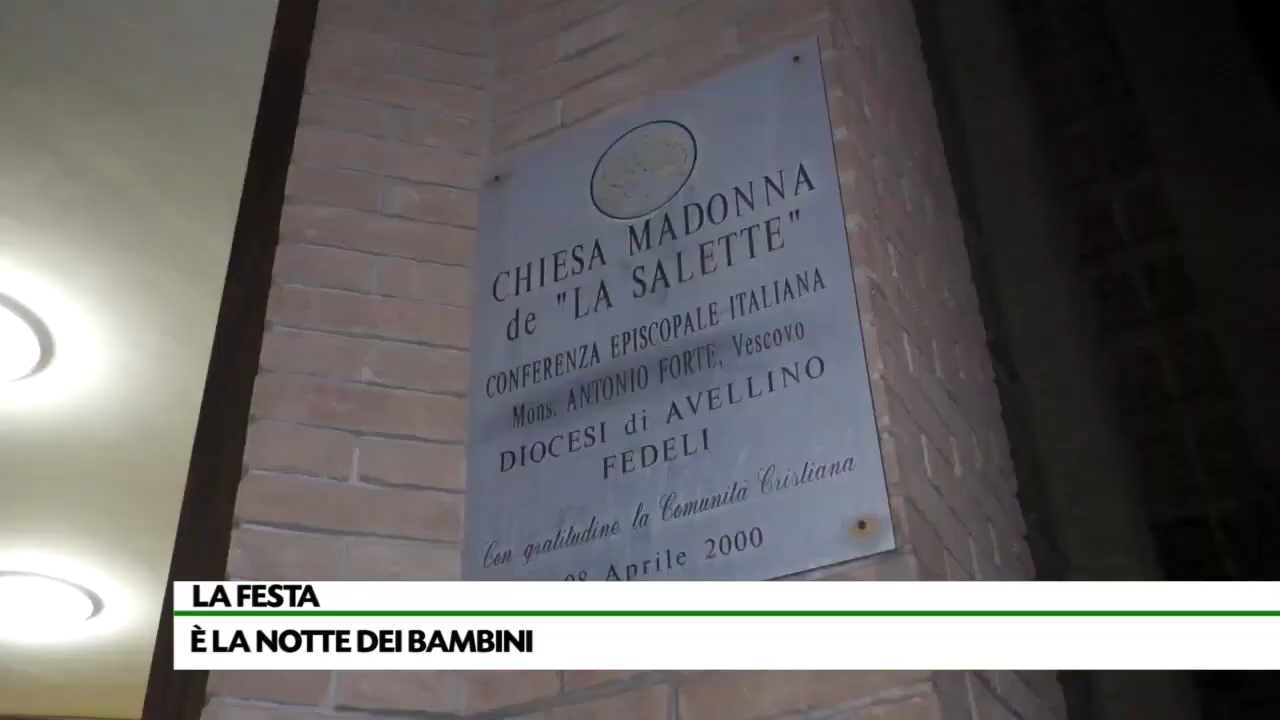 CHIESA MADONNA
de "LA SALETTE"
CONFERENZA EPISCOPALE ITALIANA
Mons. ANTONIO FORTE, Vescovo
DIOCESI di AVELLINO
FEDELI
Con gratitudine la Comunità Cristiana
Aprile 2000
LA FESTA
È LA NOTTE DEI BAMBINI